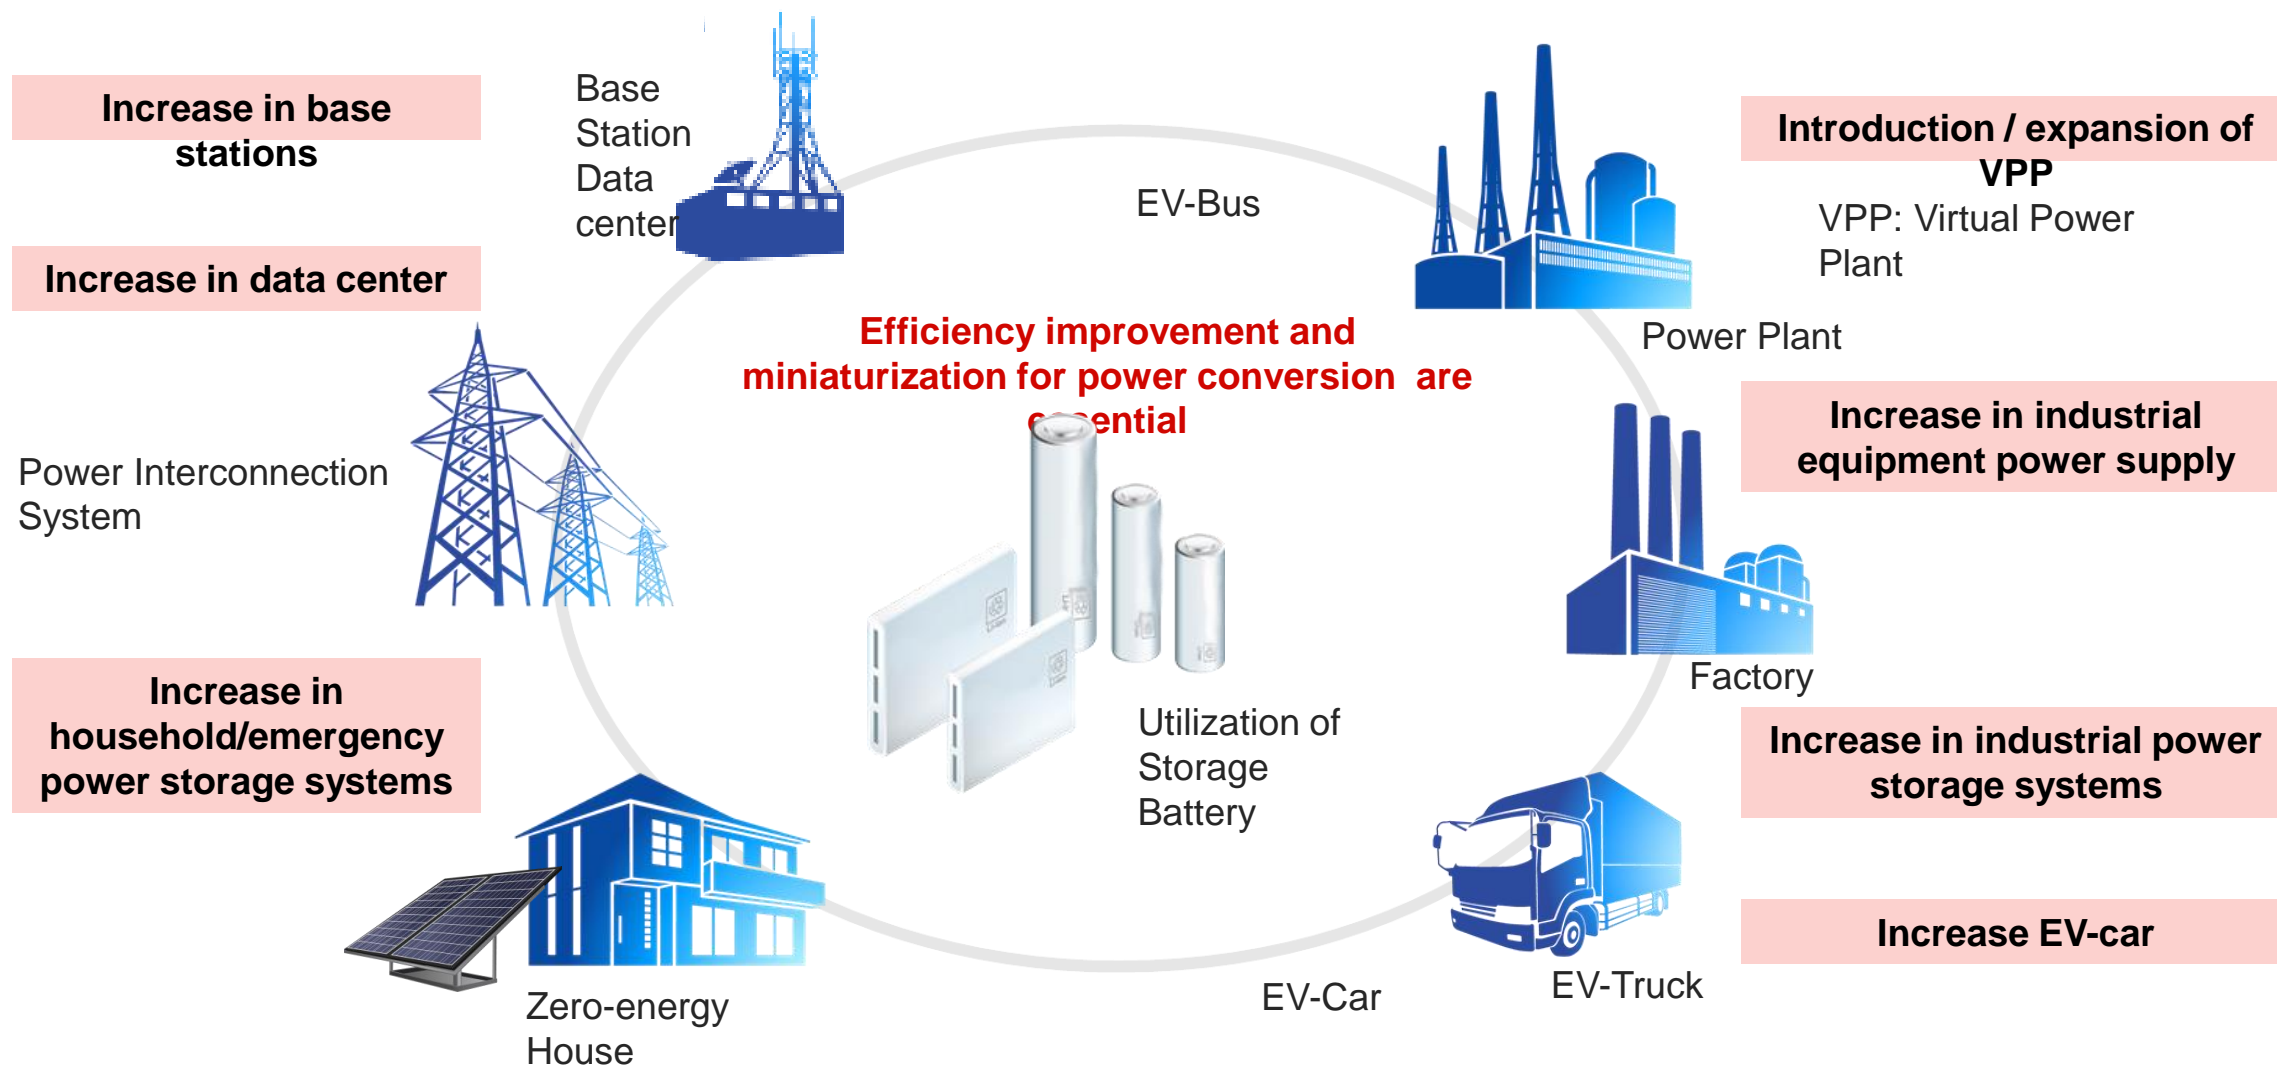 Increase in base
stations
Increase in data center
Base
Station
Data
center
EV-Bus
Introduction / expansion of
VPP
VPP: Virtual Power
Plant
Power Plant
Efficiency improvement and
miniaturization for power conversion are
essential
Power Interconnection
System
Increase in industrial
equipment power supply
Factory
Increase in
household/emergency
power storage systems
Utilization of
Storage
Battery
Increase in industrial power
storage systems
Increase EV-car
Zero-energy
House
EV-Car
EV-Truck